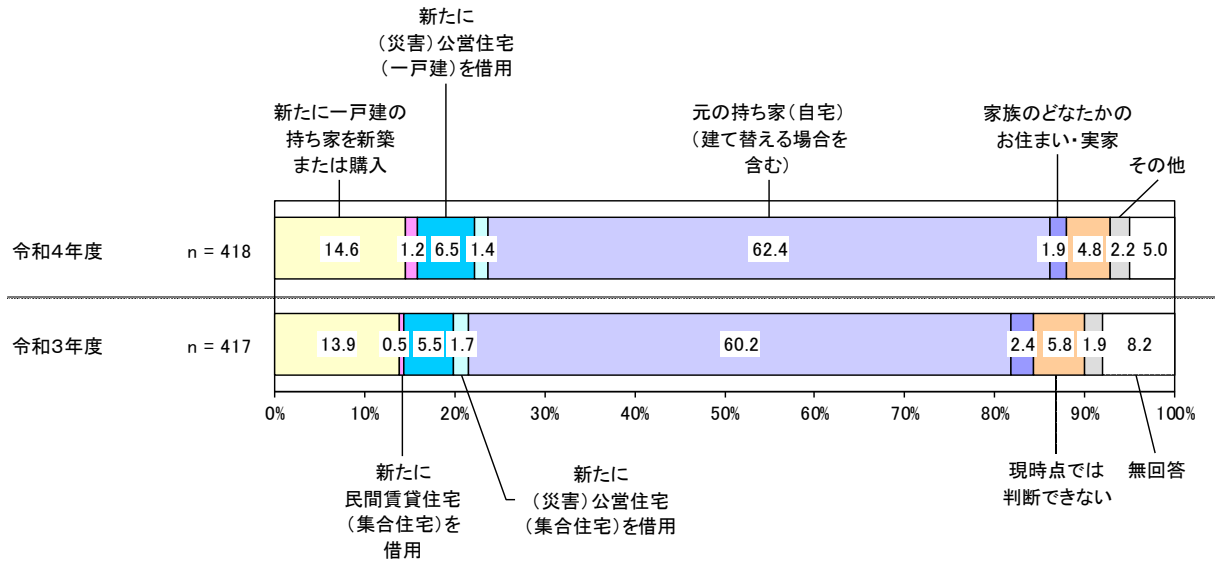 新たに
（災害）公営住宅
（一戸建）を借用
新たに一戸建の
持ち家を新築
または購入
元の持ち家（自宅）
（建て替える場合を
含む）
家族のどなたかの
お住まい・実家
その他
令和4年度 n = 418 14.6 1.2 6.5 1.4 62.4 1.9 4.8 2.2 5.0
令和3年度 n = 417 13.9 0.5 5.5 1.7 60.2 2.4 5.8 1.9 8.2
0% 10% 20% 30% 40% 50% 60% 70% 80% 90% 100%
新たに
民間賃貸住宅
（集合住宅）を
借用
新たに
（災害）公営住宅
（集合住宅）を借用
現時点では
判断できない
無回答